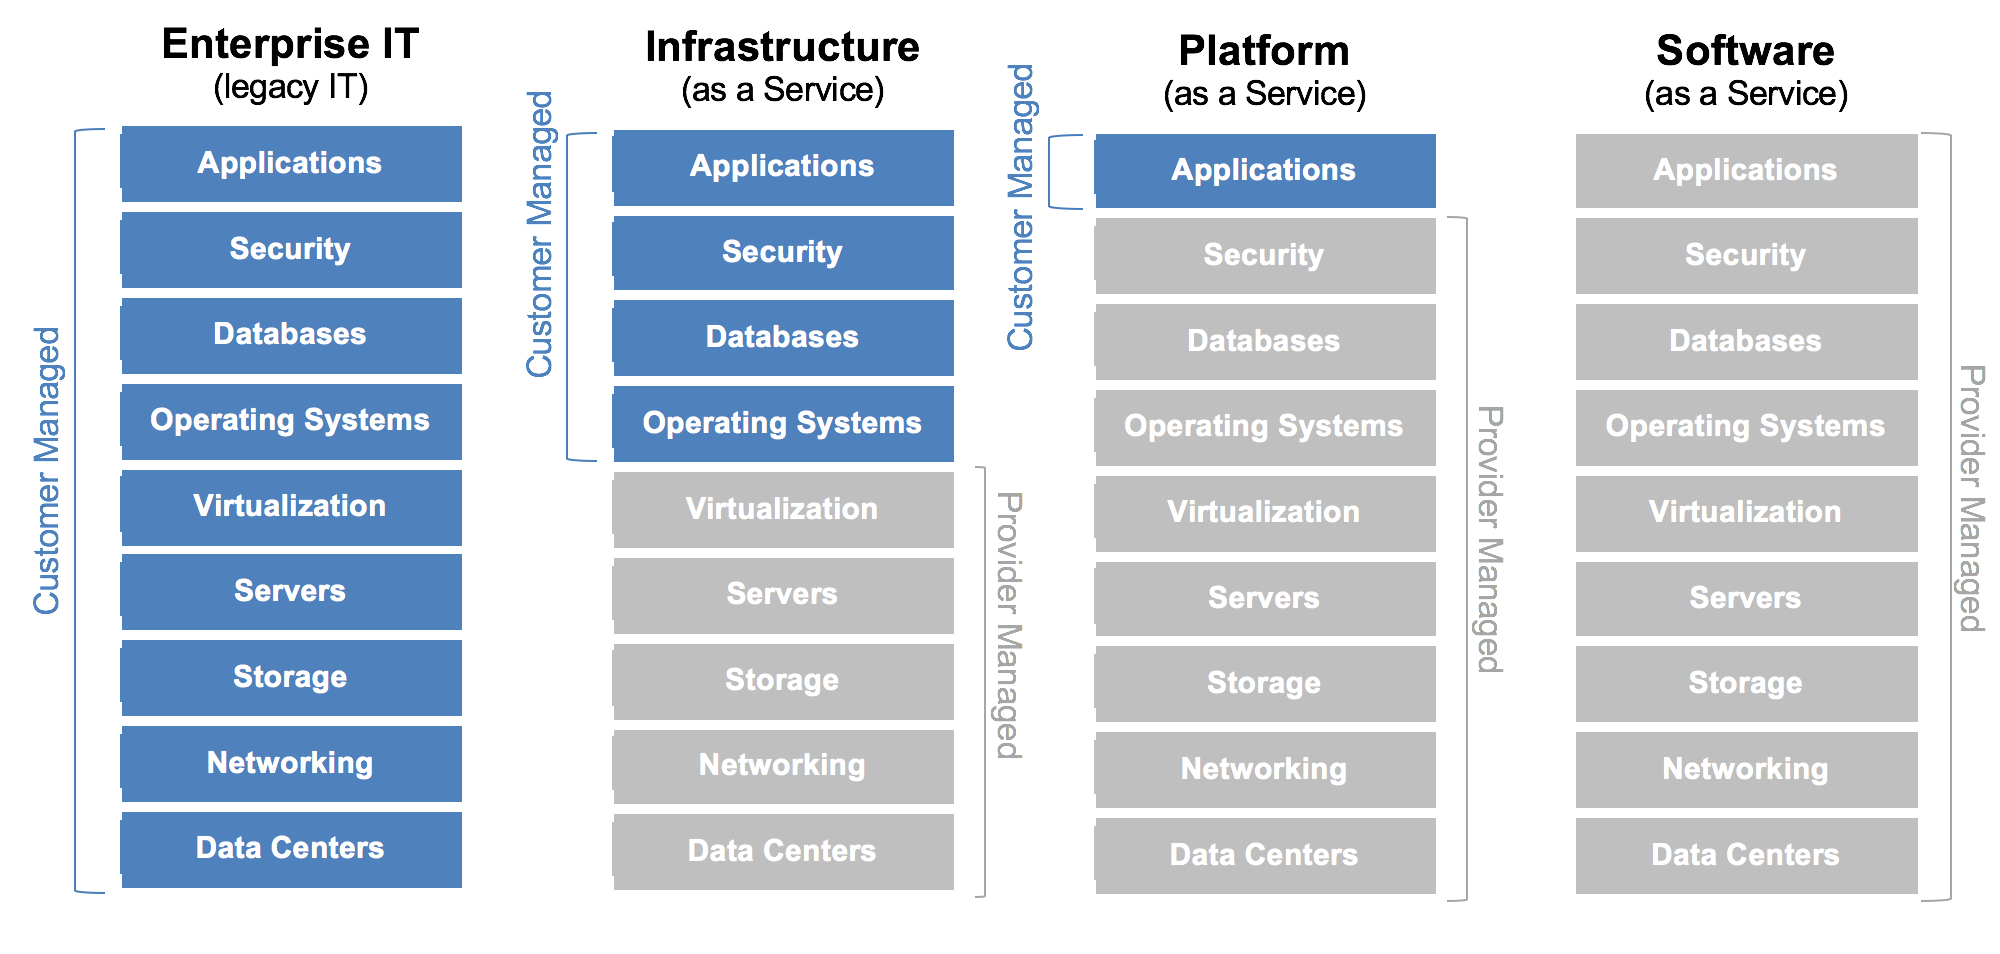 Enterprise IT
(legacy IT)
Customer Managed
Applications
Security
Databases
Operating Systems
Virtualization
Servers
Storage
Networking
Data Centers
Infrastructure
(as a Service)
Customer Managed
Applications
Security
Databases
Operating Systems
Virtualization
Servers
Storage
Networking
Data Centers
Provider Managed
Platform
(as a Service)
Customer Managed
Applications
Security
Databases
Operating Systems
Virtualization
Servers
Storage
Networking
Data Centers
Provider Managed
Software
(as a Service)
Applications
Security
Databases
Operating Systems
Virtualization
Servers
Storage
Networking
Data Centers
Provider Managed